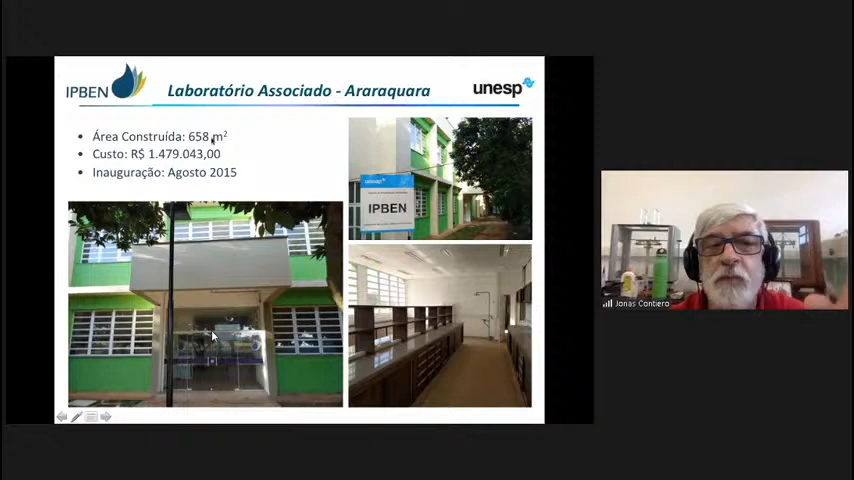 IPBEN
Laboratório Associado - Araraquara
unesp
Área Construída: 658 m²
Custo: R$ 1.479.043,00
Inauguração: Agosto 2015
unesp
IPBEN
Jonas Contiero